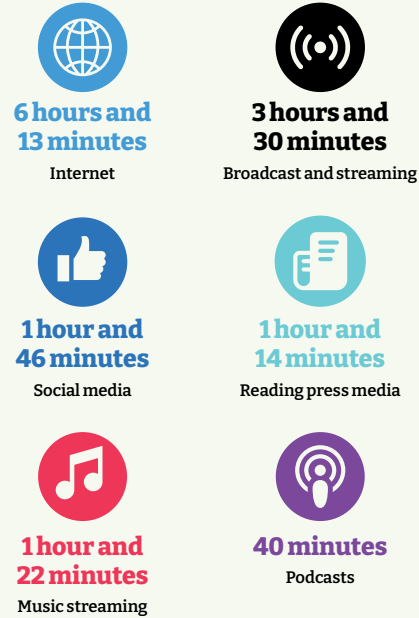 6 hours and
13 minutes
Internet
3 hours and
30 minutes
Broadcast and streaming
1 hour and
46 minutes
Social media
1 hour and
14 minutes
Reading press media
1 hour and
22 minutes
Music streaming
40 minutes
Podcasts